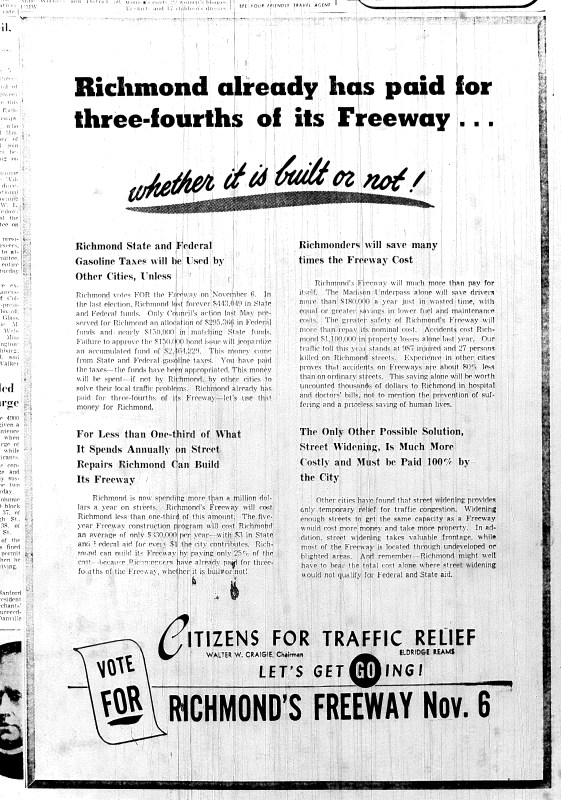 SEE YOUR FRIENDLY TRAVEL AGENT
Richmond already has paid for
three-fourths of its Freeway . . .
whether it is built or not!
Richmond State and Federal
Gasoline Taxes will be Used by
Other Cities, Unless
Richmond votes FOR the Freeway on November 6. In
the last election, Richmond lost forever $443,049 in State and
Federal funds. Only Council's action last May pre-
served for Richmond an allocation of $295,366 in Federal
funds and nearly $150,000 in matching State funds.
Failure to approve the $150,000 bond issue will jeopardize
an accumulated fund of $2,464,229. This money came
from State and Federal gasoline taxes. You have paid
the taxes—the funds have been appropriated. This money
will be spent—if not by Richmond, by other cities to
solve their local traffic problems. Richmond already has
paid for three-fourths of its Freeway—let's use that
money for Richmond.
For Less than One-third of What
It Spends Annually on Street
Repairs Richmond Can Build
Its Freeway
Richmond is now spending more than a million dol-
lars a year on streets. Richmond's Freeway will cost
Richmond less than one-third of this amount. The five-
year Freeway construction program will cost Richmond
an average of only $330,000 per year—with $3 in State
and Federal aid for every $1 the city contributes. Rich-
mond can build its Freeway by paying only 25% of the
cost—because Richmonders have already paid for three-
fourths of the Freeway, whether it is built or not!
Richmonders will save many
times the Freeway Cost
Richmond's Freeway will much more than pay for
itself. The Madison Underpass alone will save drivers
more than $180,000 a year just in wasted time, with
equal or greater savings in lower fuel and maintenance
costs. The greater safety of Richmond's Freeway will
more than repay its nominal cost. Accidents cost Rich-
mond $1,100,000 in property losses alone last year. Our
traffic toll this year stands at 987 injured and 27 persons
killed on Richmond streets. Experience in other cities
proves that accidents on Freeways are about 80% less
than on ordinary streets. This saving alone will be worth
uncounted thousands of dollars to Richmond in hospital
and doctors' bills, not to mention the prevention of suf-
fering and a priceless saving of human lives.
The Only Other Possible Solution,
Street Widening, Is Much More
Costly and Must be Paid 100% by
the City
Other cities have found that street widening provides
only temporary relief for traffic congestion. Widening
enough streets to get the same capacity as a Freeway
would cost more money and take more property. In ad-
dition, street widening takes valuable frontage, while
most of the Freeway is located through undeveloped or
blighted areas. And remember—Richmond might well
have to bear the total cost alone where street widening
would not qualify for Federal and State aid.
CITIZENS FOR TRAFFIC RELIEF
WALTER W. CRAIGIE, Chairman ELDRIDGE REAMS
LET'S GET GOING!
VOTE
FOR
RICHMOND'S FREEWAY Nov. 6